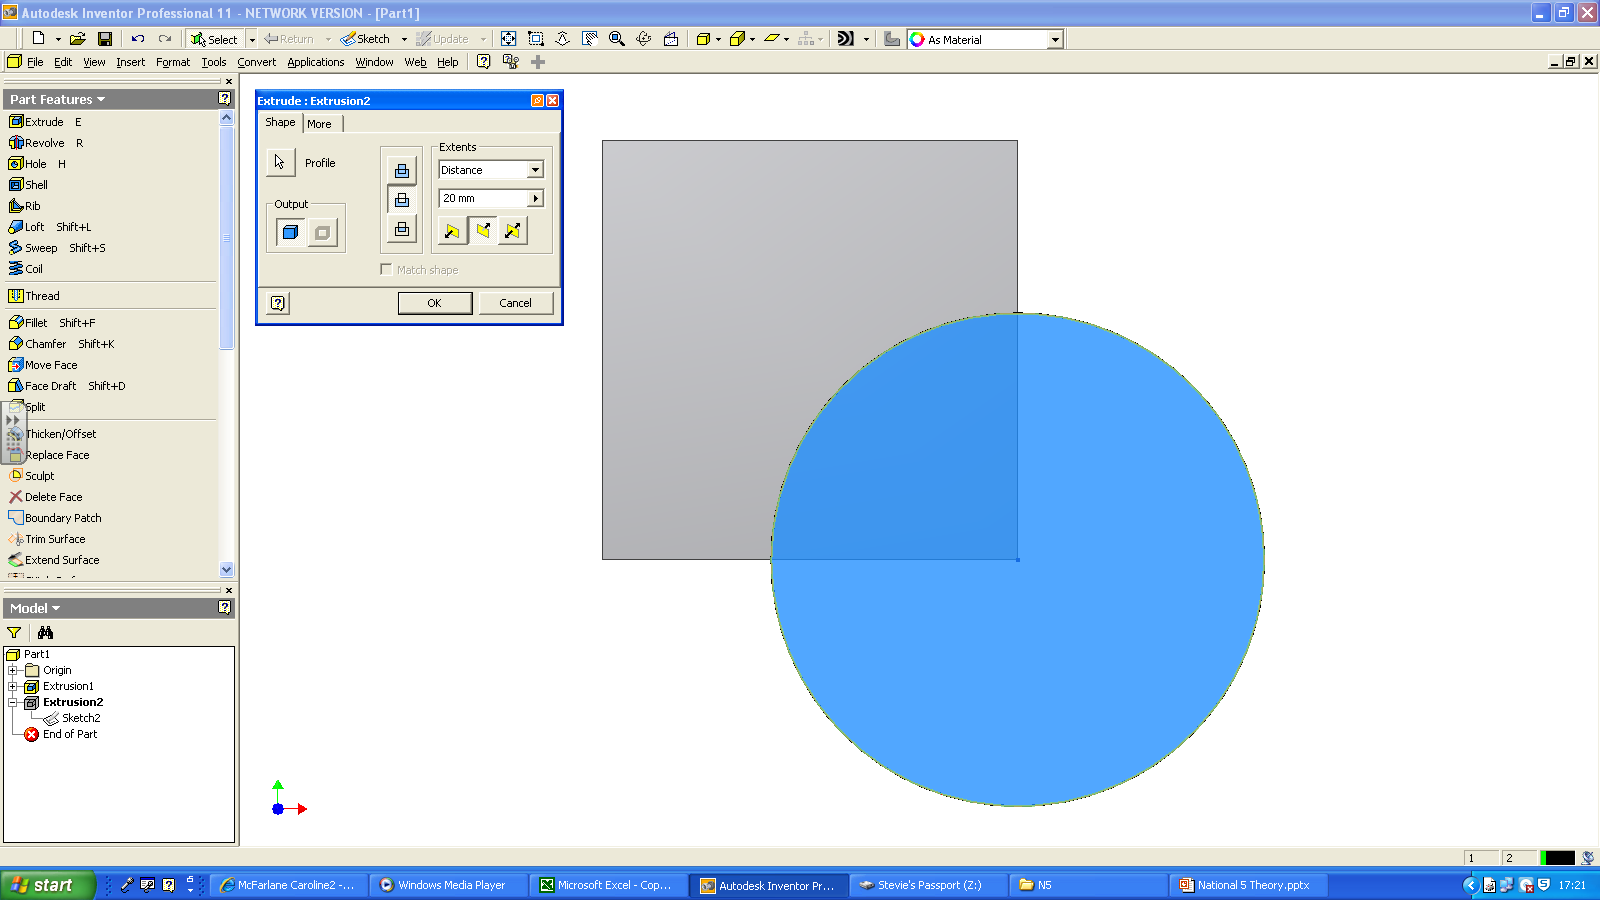 Autodesk Inventor Professional 11 - NETWORK VERSION - [Part1]
Select Return Sketch Update As Material
File Edit View Insert Format Tools Convert Applications Window Web Help
Part Features
Extrude E
Revolve R
Hole H
Shell
Rib
Loft Shift+L
Sweep Shift+S
Coil
Thread
Fillet Shift+F
Chamfer Shift+K
Move Face
Face Draft Shift+D
Split
Thicken/Offset
Replace Face
Sculpt
Delete Face
Boundary Patch
Trim Surface
Extend Surface
Model
Part1
Origin
Extrusion1
Extrusion2
Sketch2
End of Part
Extrude : Extrusion2
Shape More
Profile
Output
Extents
Distance
20 mm
Match shape
OK Cancel
1 2
start McFarlane Caroline2 -... Windows Media Player Microsoft Excel - Cop... Autodesk Inventor Pr... Stevie's Passport (Z:) N5 National 5 Theory.pptx 17:21